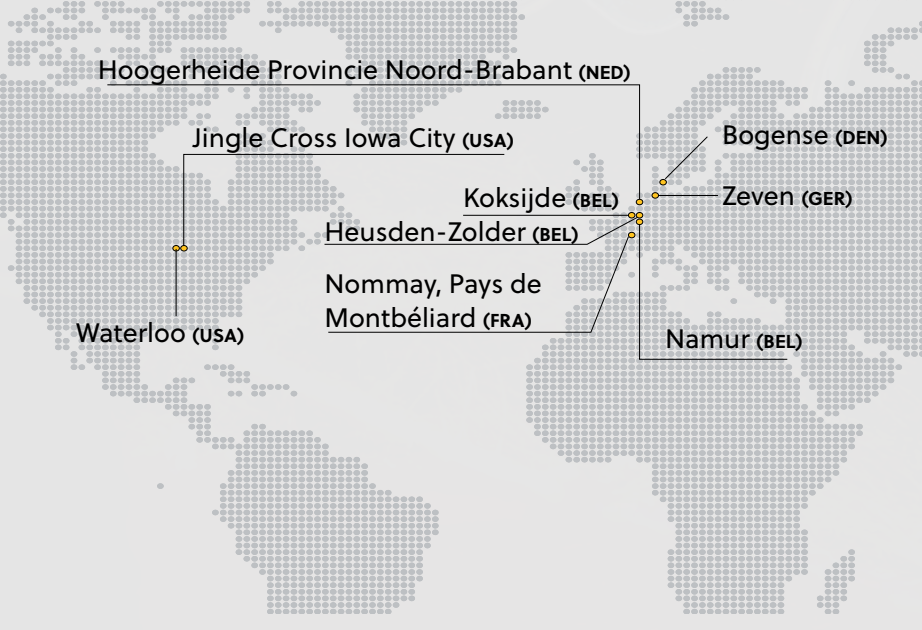 Hoogerheide Provincie Noord-Brabant (NED)
Jingle Cross Iowa City (USA)
Bogense (DEN)
Koksijde (BEL)
Zeven (GER)
Heusden-Zolder (BEL)
Nommay, Pays de
Montbéliard (FRA)
Waterloo (USA)
Namur (BEL)